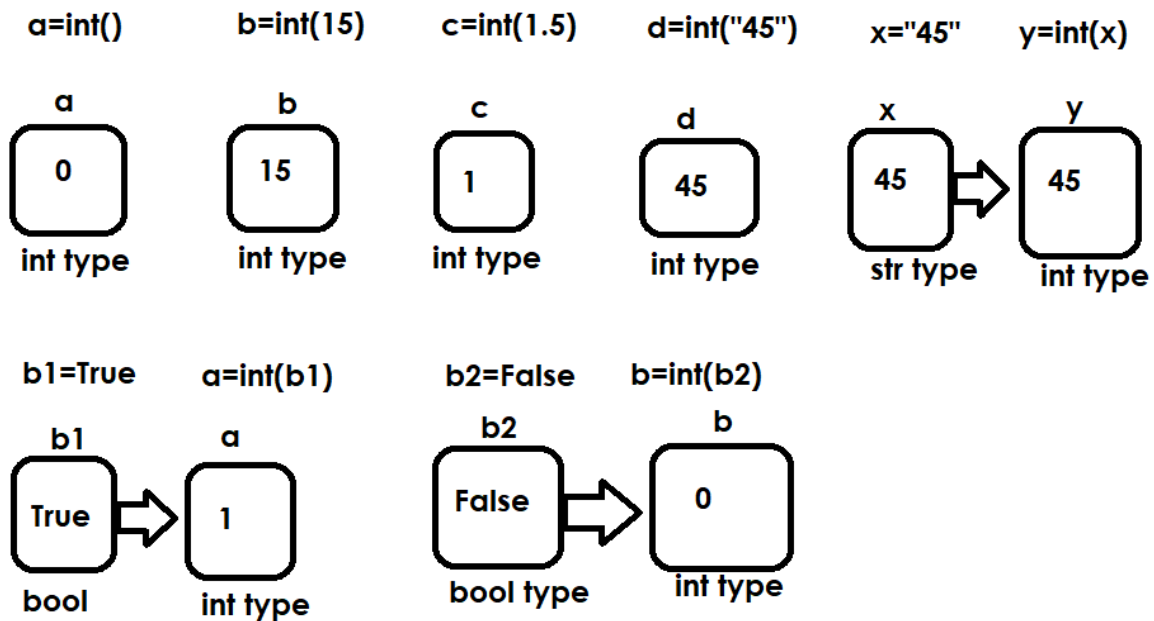 a=int() b=int(15) c=int(1.5) d=int("45") x="45" y=int(x)
a b c d x y
0 15 1 45 45 45
int type int type int type int type str type int type
b1=True a=int(b1) b2=False b=int(b2)
b1 a b2 b
True 1 False 0
bool int type bool type int type